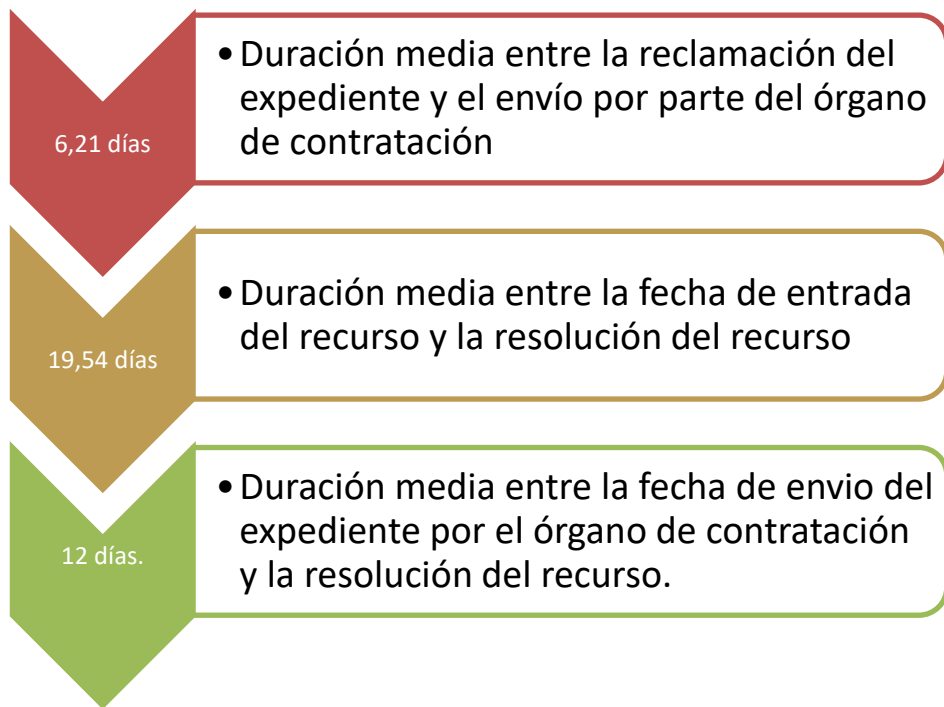 6,21 días
• Duración media entre la reclamación del
expediente y el envío por parte del órgano
de contratación
19,54 días
• Duración media entre la fecha de entrada
del recurso y la resolución del recurso
12 días.
• Duración media entre la fecha de envio del
expediente por el órgano de contratación
y la resolución del recurso.